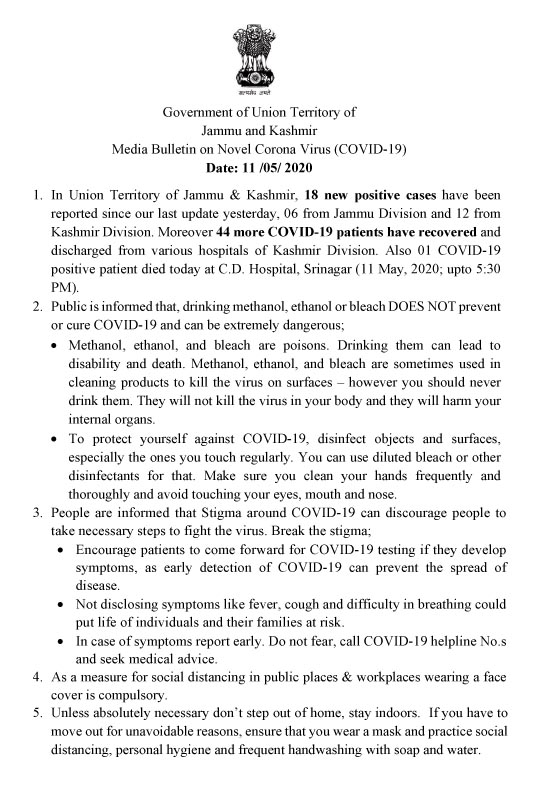 सत्यमेव जयते
Government of Union Territory of
Jammu and Kashmir
Media Bulletin on Novel Corona Virus (COVID-19)
Date: 11 /05/ 2020
1. In Union Territory of Jammu & Kashmir, 18 new positive cases have been
reported since our last update yesterday, 06 from Jammu Division and 12 from
Kashmir Division. Moreover 44 more COVID-19 patients have recovered and
discharged from various hospitals of Kashmir Division. Also 01 COVID-19
positive patient died today at C.D. Hospital, Srinagar (11 May, 2020; upto 5:30
PM).
2. Public is informed that, drinking methanol, ethanol or bleach DOES NOT prevent
or cure COVID-19 and can be extremely dangerous;
• Methanol, ethanol, and bleach are poisons. Drinking them can lead to
disability and death. Methanol, ethanol, and bleach are sometimes used in
cleaning products to kill the virus on surfaces – however you should never
drink them. They will not kill the virus in your body and they will harm your
internal organs.
• To protect yourself against COVID-19, disinfect objects and surfaces,
especially the ones you touch regularly. You can use diluted bleach or other
disinfectants for that. Make sure you clean your hands frequently and
thoroughly and avoid touching your eyes, mouth and nose.
3. People are informed that Stigma around COVID-19 can discourage people to
take necessary steps to fight the virus. Break the stigma;
• Encourage patients to come forward for COVID-19 testing if they develop
symptoms, as early detection of COVID-19 can prevent the spread of
disease.
• Not disclosing symptoms like fever, cough and difficulty in breathing could
put life of individuals and their families at risk.
• In case of symptoms report early. Do not fear, call COVID-19 helpline No.s
and seek medical advice.
4. As a measure for social distancing in public places & workplaces wearing a face
cover is compulsory.
5. Unless absolutely necessary don't step out of home, stay indoors. If you have to
move out for unavoidable reasons, ensure that you wear a mask and practice social
distancing, personal hygiene and frequent handwashing with soap and water.